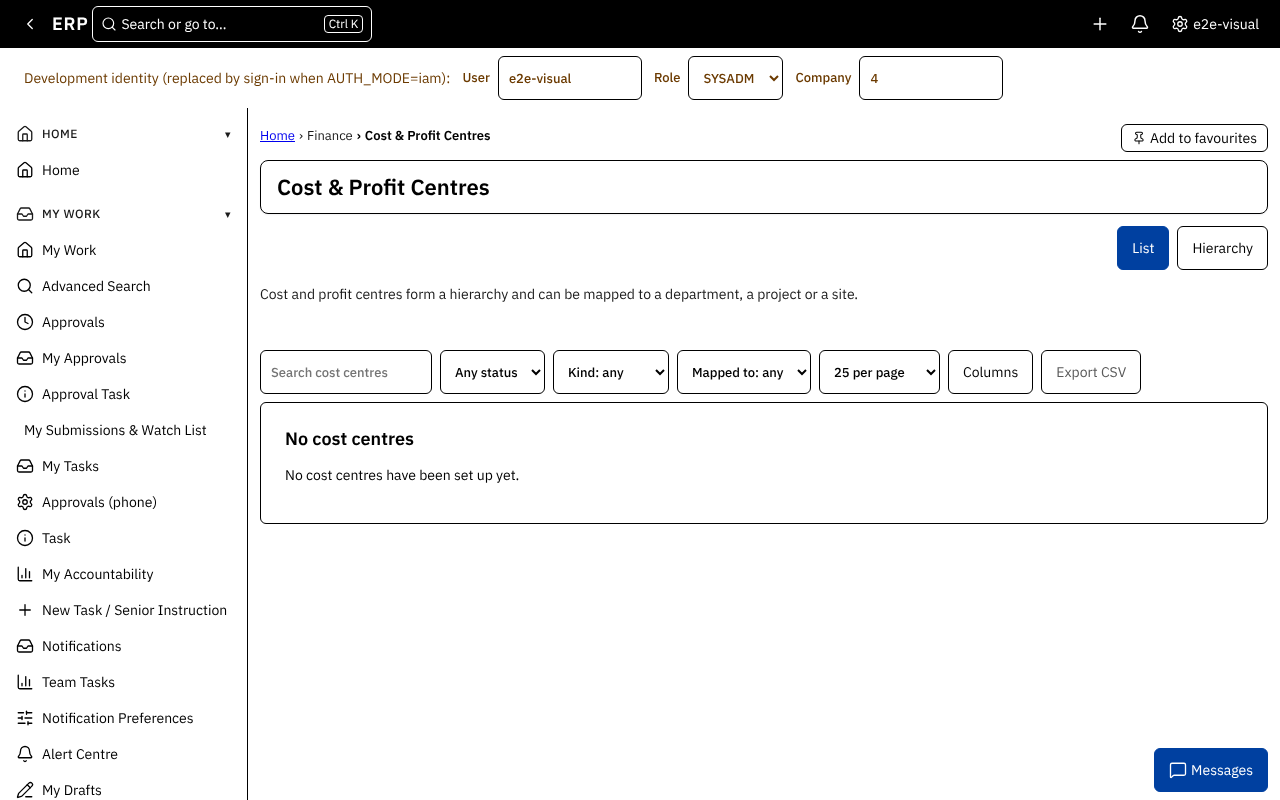 ERP Search or go to... Ctrl K e2e-visual
Development identity (replaced by sign-in when AUTH_MODE=iam): User e2e-visual Role SYSADM Company 4
HOME
Home
MY WORK
My Work
Advanced Search
Approvals
My Approvals
Approval Task
My Submissions & Watch List
My Tasks
Approvals (phone)
Task
My Accountability
New Task / Senior Instruction
Notifications
Team Tasks
Notification Preferences
Alert Centre
My Drafts
Home › Finance › Cost & Profit Centres
Add to favourites
Cost & Profit Centres
List Hierarchy
Cost and profit centres form a hierarchy and can be mapped to a department, a project or a site.
Search cost centres Any status Kind: any Mapped to: any 25 per page Columns Export CSV
No cost centres
No cost centres have been set up yet.
Messages